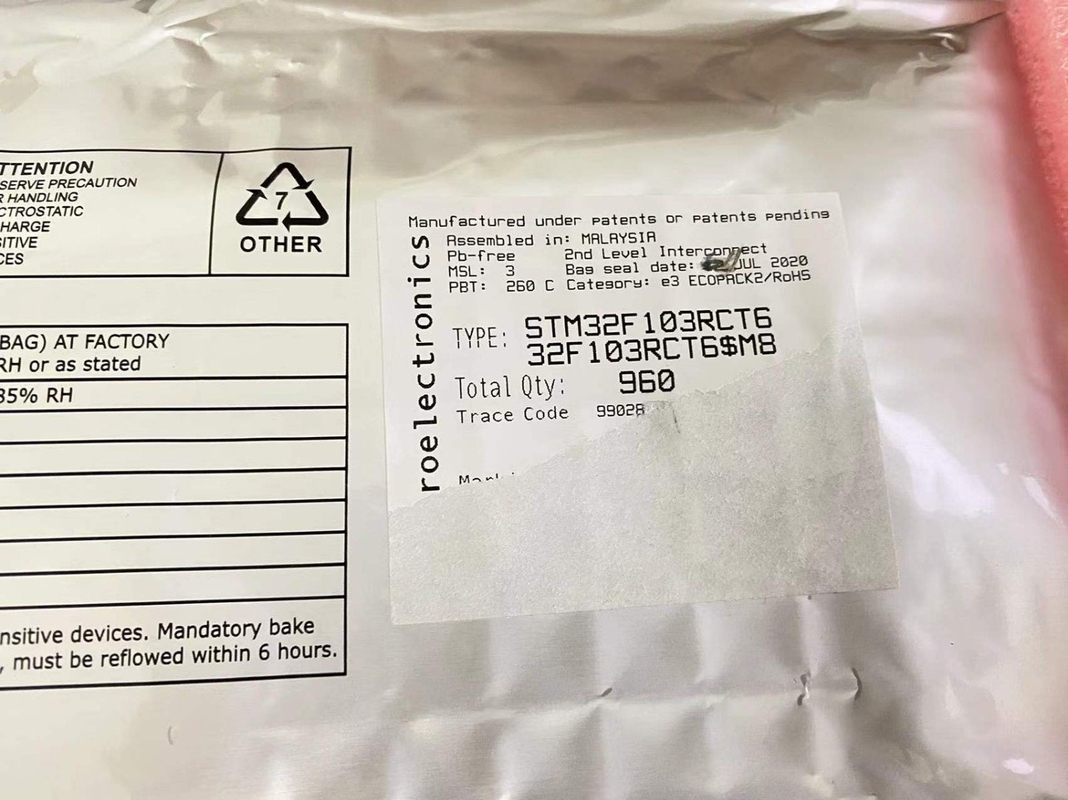 TTENTION
SERVE PRECAUTION
R HANDLING
CTROSTATIC
HARGE
SITIVE
CES
7
OTHER
BAG) AT FACTORY
RH or as stated
85% RH
nsitive devices. Mandatory bake
, must be reflowed within 6 hours.
roelectronics
Manufactured under patents or patents pending
Assembled in: MALAYSIA
Pb-free 2nd Level Interconnect
MSL: 3 Bag seal date: JUL 2020
PBT: 260 C Category: e3 ECOPACK2/RoHS
TYPE: STM32F103RCT6
32F103RCT6$M8
Total Qty: 960
Trace Code 99028